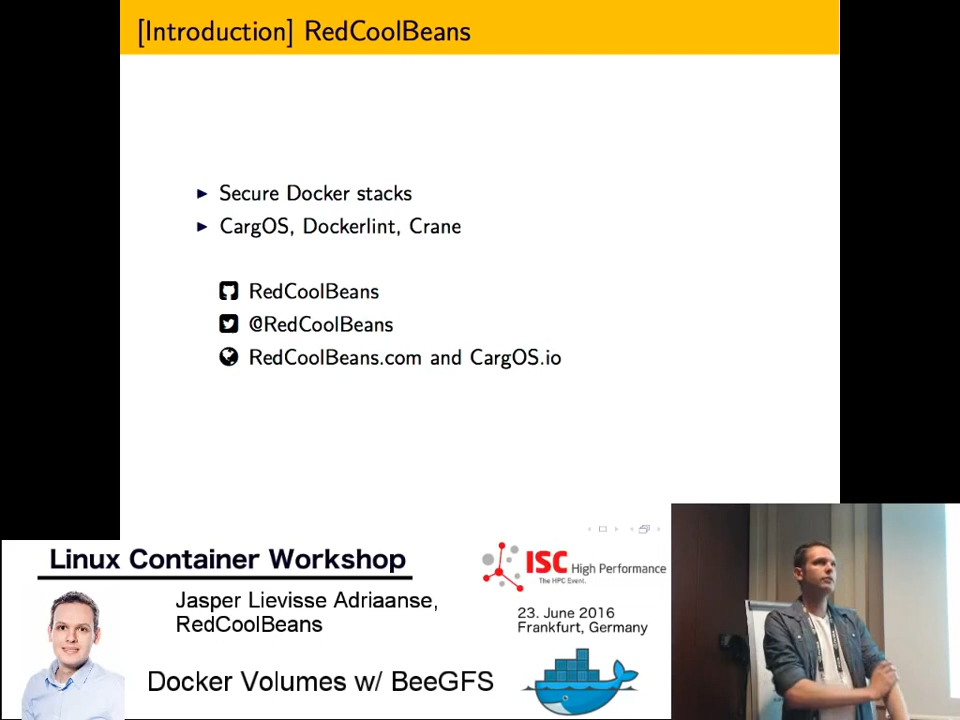 [Introduction] RedCoolBeans
Secure Docker stacks
CargOS, Dockerlint, Crane
RedCoolBeans
@RedCoolBeans
RedCoolBeans.com and CargOS.io
Linux Container Workshop
Jasper Lievisse Adriaanse,
RedCoolBeans
Docker Volumes w/ BeeGFS
ISC High Performance
The HPC Event.
23. June 2016
Frankfurt, Germany